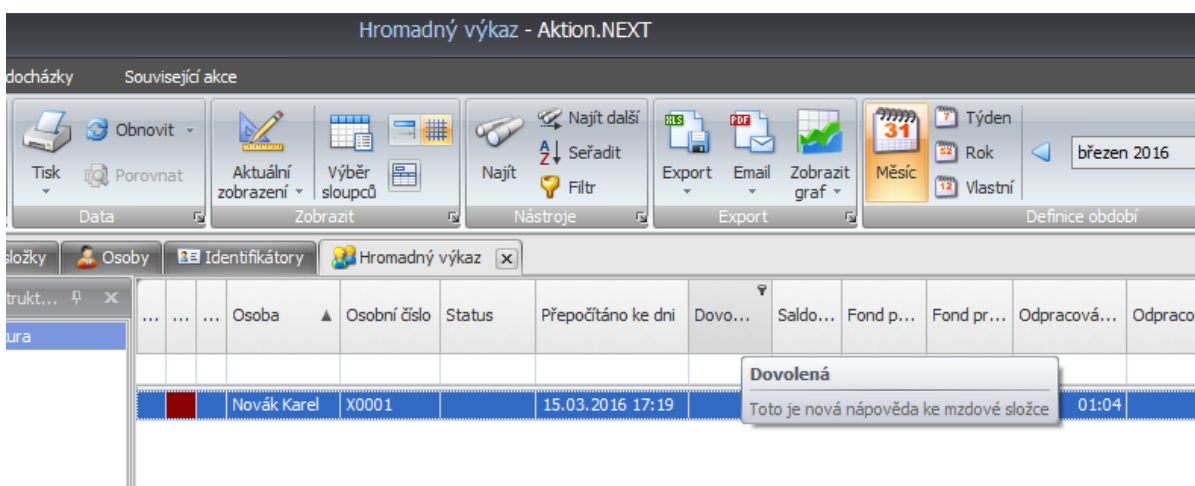 Hromadný výkaz - Aktion.NEXT
docházky Související akce
Obnovit
Najít další
Týden
Seřadit
Rok
březen 2016
Tisk
Porovnat
Aktuální zobrazení
Výběr sloupců
Najít
Filtr
Export
Email
Zobrazit graf
Měsíc
Vlastní
Data Zobrazit Nástroje Export Definice období
složky Osoby Identifikátory Hromadný výkaz
trukt...
... ... ... Osoba Osobní číslo Status Přepočítáno ke dni Dovo... Saldo... Fond p... Fond pr... Odpracová... Odpraco
ura
Dovolená
Novák Karel X0001 15.03.2016 17:19 01:04
Toto je nová nápověda ke mzdové složce